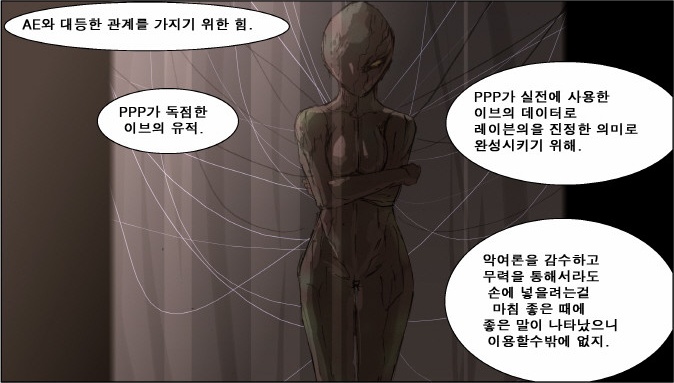 AE와 대등한 관계를 가지기 위한 힘.
PPP가 독점한
이브의 유적.
PPP가 실전에 사용한
이브의 데이터로
레이븐의을 진정한 의미로
완성시키기 위해.
악여론을 감수하고
무력을 통해서라도
손에 넣을려는걸
마침 좋은 때에
좋은 말이 나타났으니
이용할수밖에 없지.